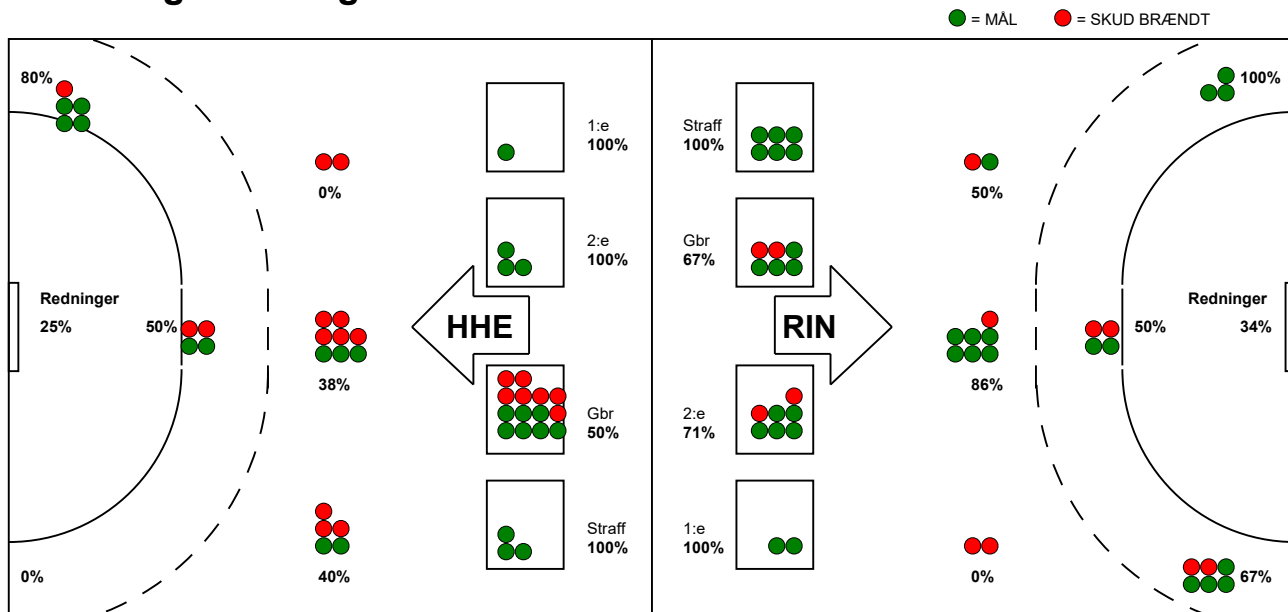 = MÅL = SKUD BRÆNDT
80%
0%
Redninger
25%
50%
38%
0%
40%
1:e
100%
2:e
100%
HHE
Gbr
50%
Straff
100%
Straff
100%
Gbr
67%
RIN
2:e
71%
1:e
100%
100%
50%
Redninger
34%
50%
86%
0%
67%